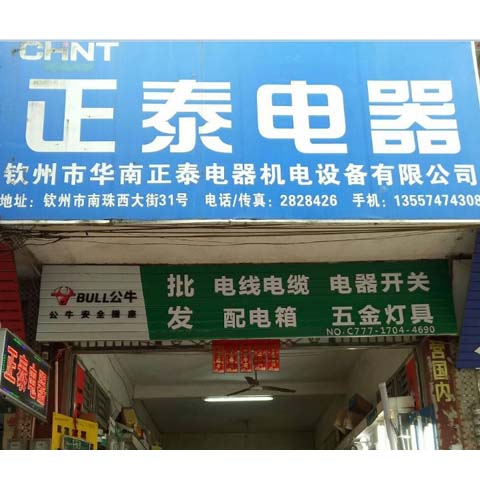 CHNT
正泰电器
钦州市华南正泰电器机电设备有限公司
地址：钦州市南珠西大街31号 电话/传真：2828426 手机：13557474308
BULL公牛
公牛安全插座
批发
电线电缆 电器开关
配电箱 五金灯具
NO:C777-1704-4690
正泰电器
营国内